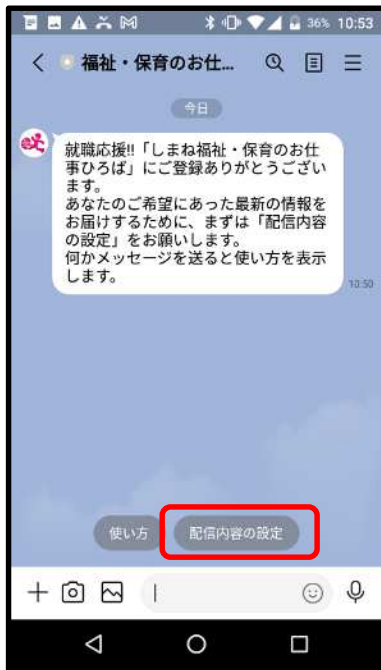 36% 10:53
福祉・保育のお仕...
今日
就職応援!!「しまね福祉・保育のお仕
事ひろば」にご登録ありがとうござい
ます。
あなたのご希望にあった最新の情報を
お届けするために、まずは「配信内容
の設定」をお願いします。
何かメッセージを送ると使い方を表示
します。
10:50
使い方
配信内容の設定